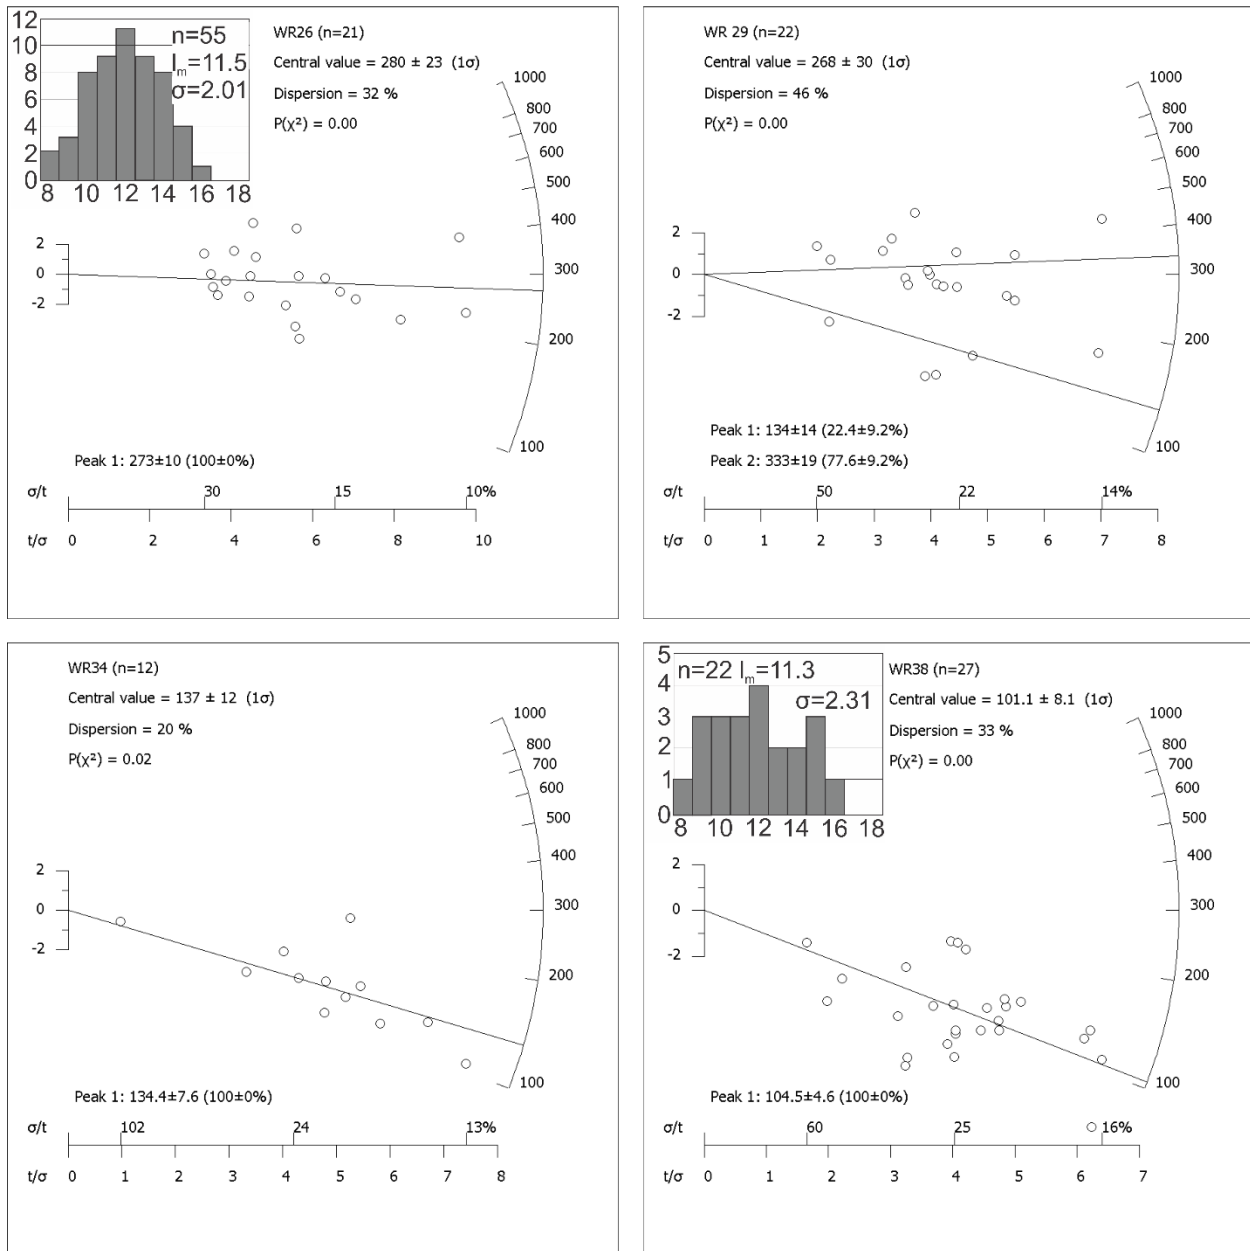 12
10
8
6
4
2
0
8 10 12 14 16 18
n=55
lm=11.5
σ=2.01
WR26 (n=21)
Central value = 280 ± 23 (1σ)
Dispersion = 32 %
P(χ²) = 0.00
1000
800
700
600
500
400
300
200
100
2
0
-2
Peak 1: 273±10 (100±0%)
σ/t 30 15 10%
t/σ 0 2 4 6 8 10
WR 29 (n=22)
Central value = 268 ± 30 (1σ)
Dispersion = 46 %
P(χ²) = 0.00
1000
800
700
600
500
400
300
200
100
2
0
-2
Peak 1: 134±14 (22.4±9.2%)
Peak 2: 333±19 (77.6±9.2%)
σ/t 50 22 14%
t/σ 0 1 2 3 4 5 6 7 8
WR34 (n=12)
Central value = 137 ± 12 (1σ)
Dispersion = 20 %
P(χ²) = 0.02
1000
800
700
600
500
400
300
200
100
2
0
-2
Peak 1: 134.4±7.6 (100±0%)
σ/t 102 24 13%
t/σ 0 1 2 3 4 5 6 7 8
5
4
3
2
1
0
8 10 12 14 16 18
n=22 lm=11.3
σ=2.31
WR38 (n=27)
Central value = 101.1 ± 8.1 (1σ)
Dispersion = 33 %
P(χ²) = 0.00
1000
800
700
600
500
400
300
200
100
2
0
-2
Peak 1: 104.5±4.6 (100±0%)
σ/t 60 25 16%
t/σ 0 1 2 3 4 5 6 7